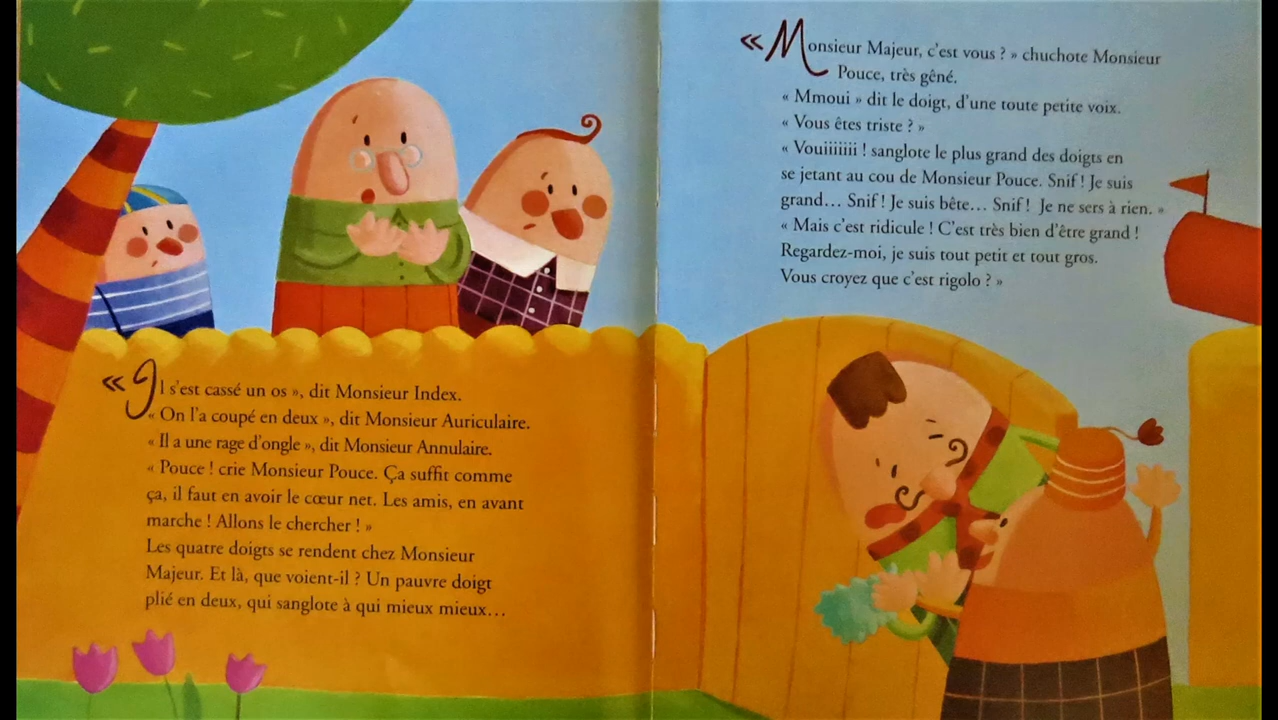 « Il s'est cassé un os », dit Monsieur Index.
« On l'a coupé en deux », dit Monsieur Auriculaire.
« Il a une rage d'ongle », dit Monsieur Annulaire.
« Pouce ! crie Monsieur Pouce. Ça suffit comme
ça, il faut en avoir le cœur net. Les amis, en avant
marche ! Allons le chercher ! »
Les quatre doigts se rendent chez Monsieur
Majeur. Et là, que voient-il ? Un pauvre doigt
plié en deux, qui sanglote à qui mieux mieux…
« Monsieur Majeur, c'est vous ? » chuchote Monsieur
Pouce, très gêné.
« Mmoui » dit le doigt, d'une toute petite voix.
« Vous êtes triste ? »
« Vouiiiiiii ! sanglote le plus grand des doigts en
se jetant au cou de Monsieur Pouce. Snif ! Je suis
grand… Snif ! Je suis bête… Snif ! Je ne sers à rien. »
« Mais c'est ridicule ! C'est très bien d'être grand !
Regardez-moi, je suis tout petit et tout gros.
Vous croyez que c'est rigolo ? »